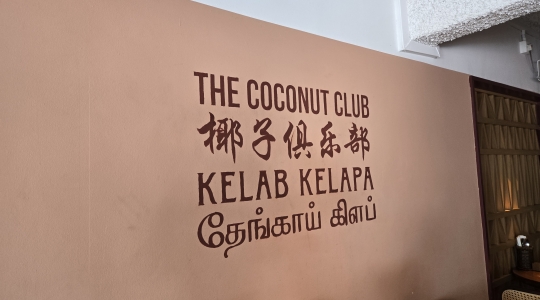 THE COCONUT CLUB
椰子俱乐部
KELAB KELAPA
தேங்காய் கிளப்